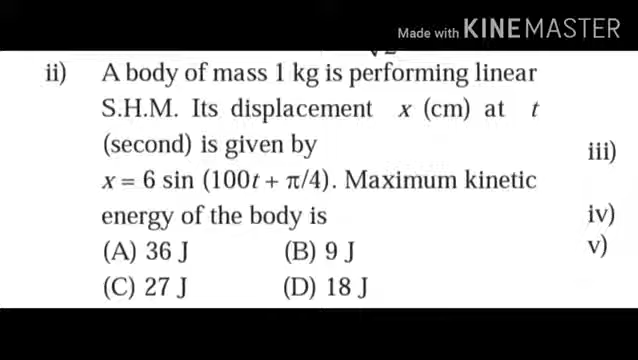 Made with KINEMASTER
ii) A body of mass 1 kg is performing linear
S.H.M. Its displacement x (cm) at t
(second) is given by
iii)
x = 6 sin (100t + π/4). Maximum kinetic
energy of the body is
iv)
(A) 36 J (B) 9 J
v)
(C) 27 J (D) 18 J